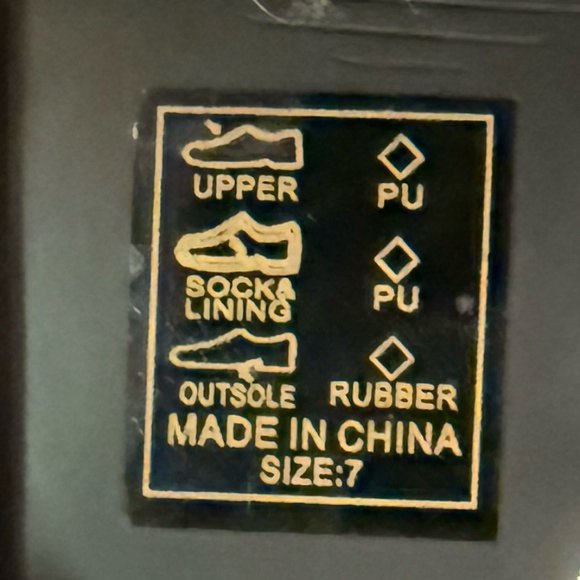 UPPER PU
SOCK& PU
LINING
OUTSOLE RUBBER
MADE IN CHINA
SIZE:7